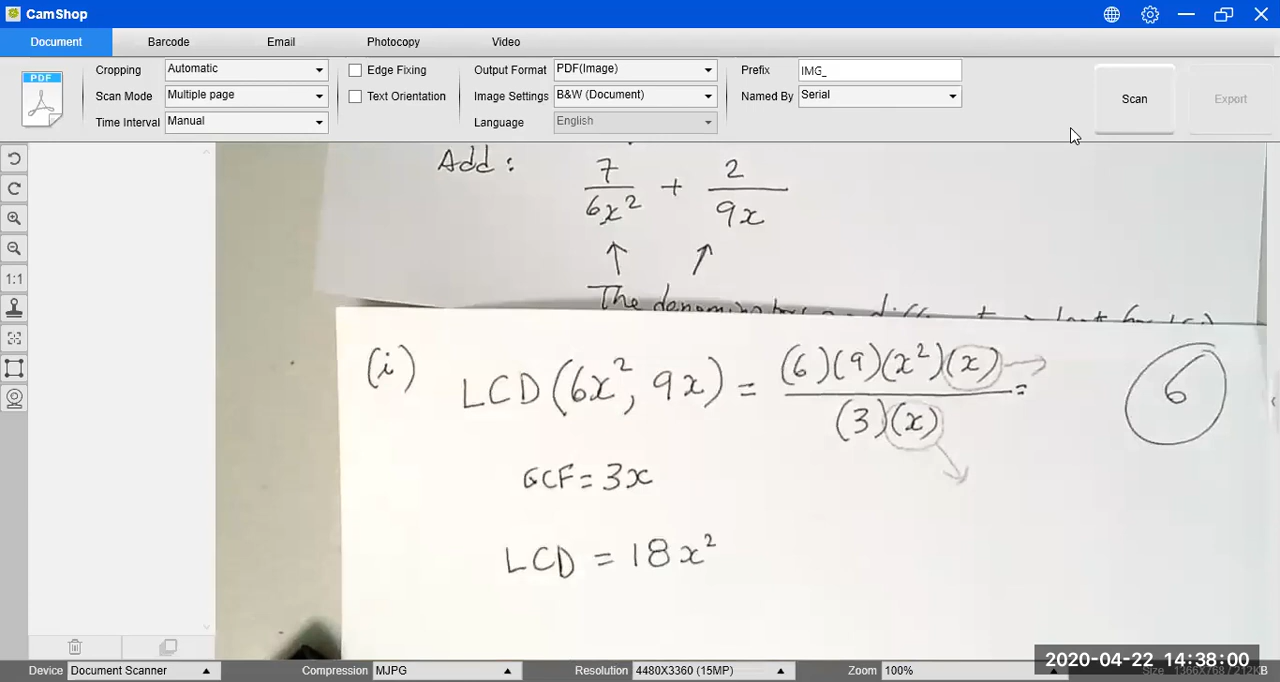 CamShop
Document Barcode Email Photocopy Video
PDF
Cropping Automatic Edge Fixing Output Format PDF(Image) Prefix IMG_ Scan Export
Scan Mode Multiple page Text Orientation Image Settings B&W (Document) Named By Serial
Time Interval Manual Language English
1:1
Add : 7/6x² + 2/9x
↑ ↑
The
(i) LCD(6x², 9x) = (6)(9)(x²)(x)/(3)(x) =
6
GCF = 3x
LCD = 18x²
2020-04-22 14:38:00
Device Document Scanner Compression MJPG Resolution 4480X3360 (15MP) Zoom 100%